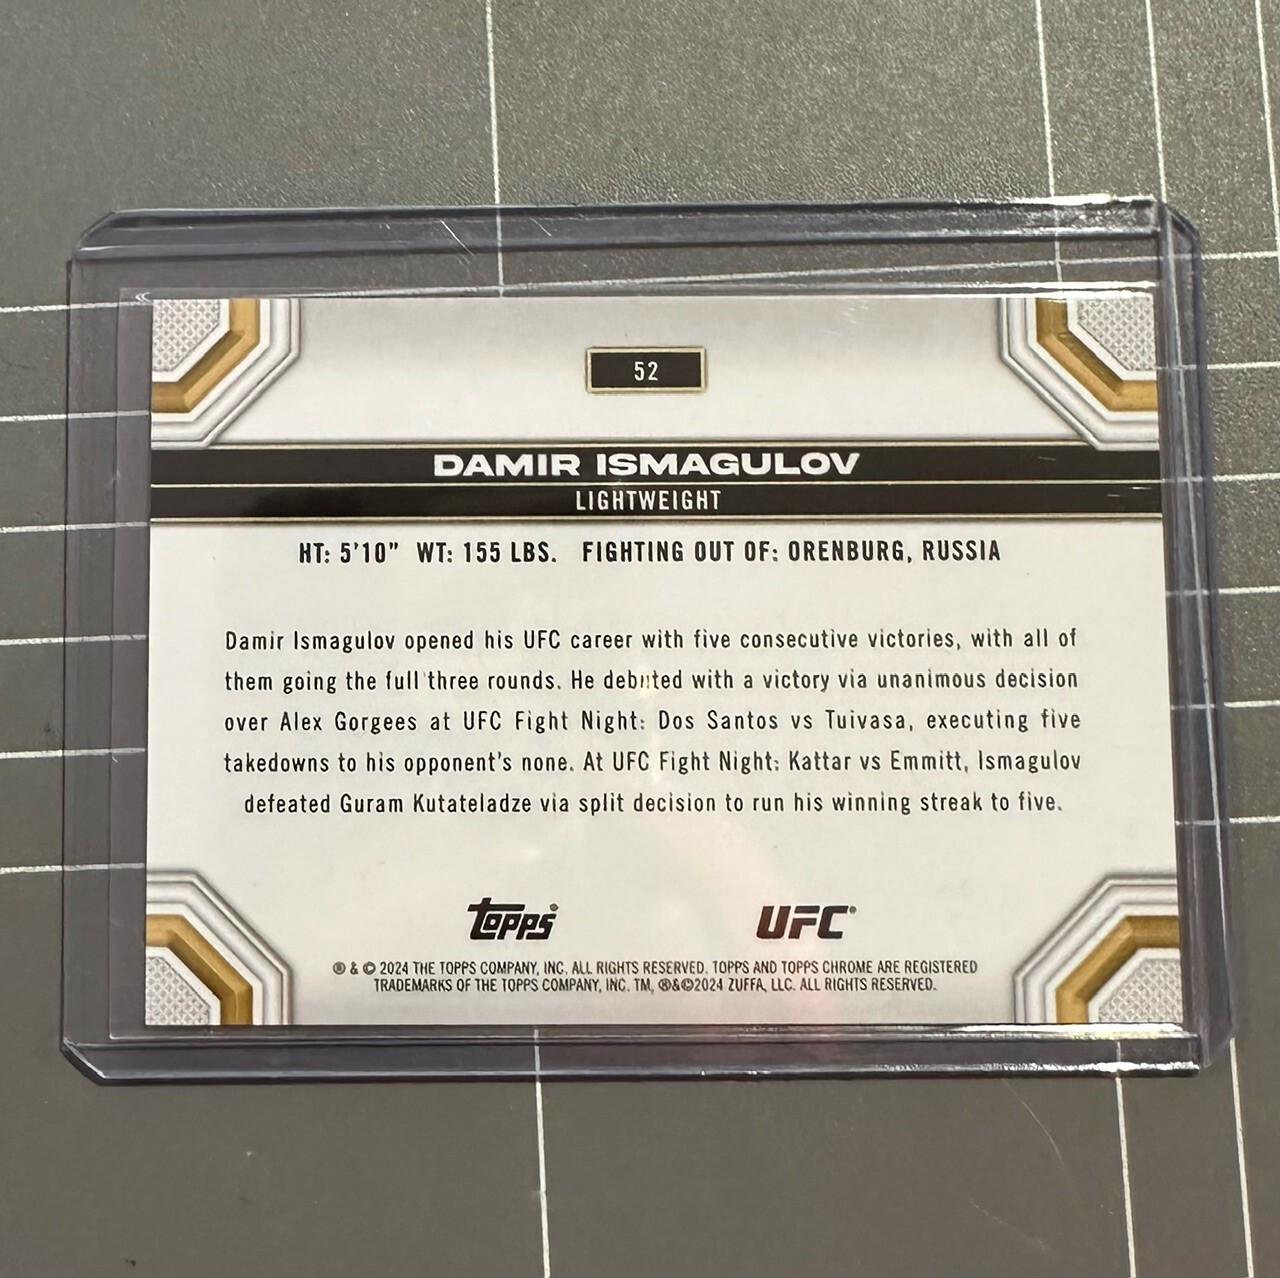 52
DAMIR ISMAGULOV
LIGHTWEIGHT
HT: 5'10" WT: 155 LBS. FIGHTING OUT OF: ORENBURG, RUSSIA
Damir Ismagulov opened his UFC career with five consecutive victories, with all of
them going the full three rounds. He debuted with a victory via unanimous decision
over Alex Gorgees at UFC Fight Night: Dos Santos vs Tuivasa, executing five
takedowns to his opponent's none. At UFC Fight Night: Kattar vs Emmitt, Ismagulov
defeated Guram Kutateladze via split decision to run his winning streak to five.
topps UFC®
® & © 2024 THE TOPPS COMPANY, INC. ALL RIGHTS RESERVED. TOPPS AND TOPPS CHROME ARE REGISTERED
TRADEMARKS OF THE TOPPS COMPANY, INC. TM, ®&©2024 ZUFFA, LLC. ALL RIGHTS RESERVED.